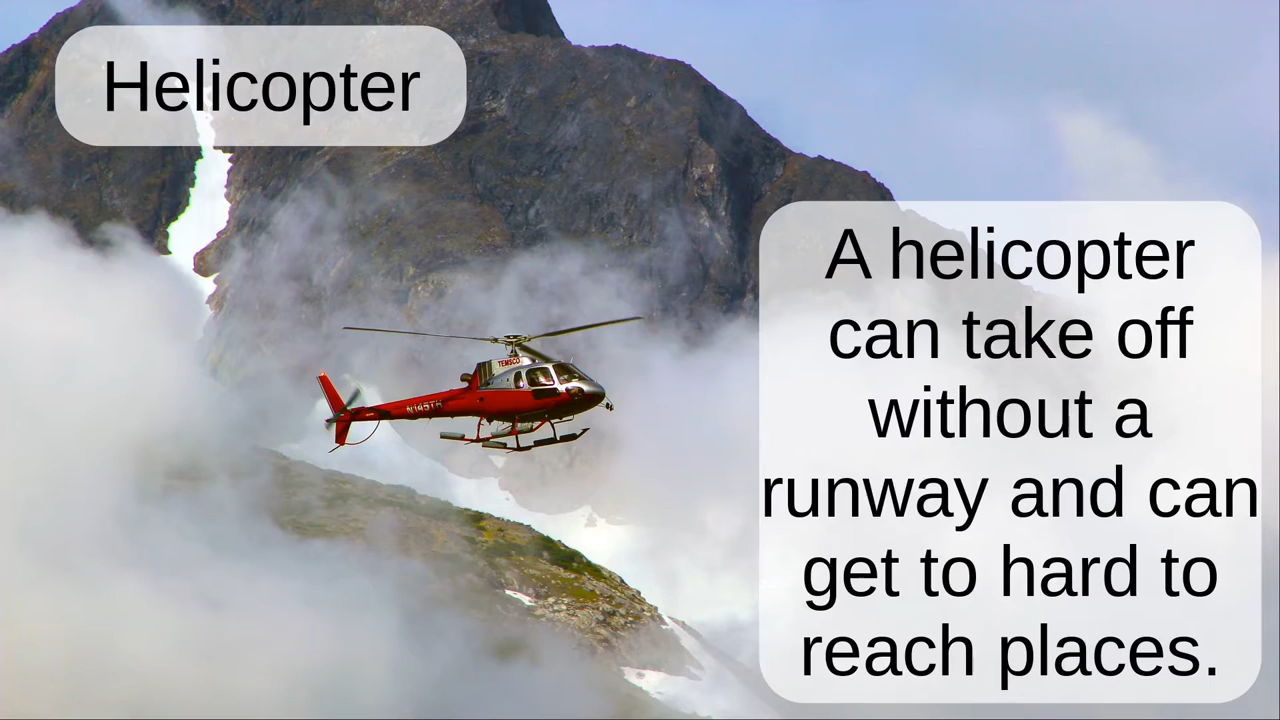 Helicopter
A helicopter
can take off
without a
runway and can
get to hard to
reach places.
TEMSCO
N145TH